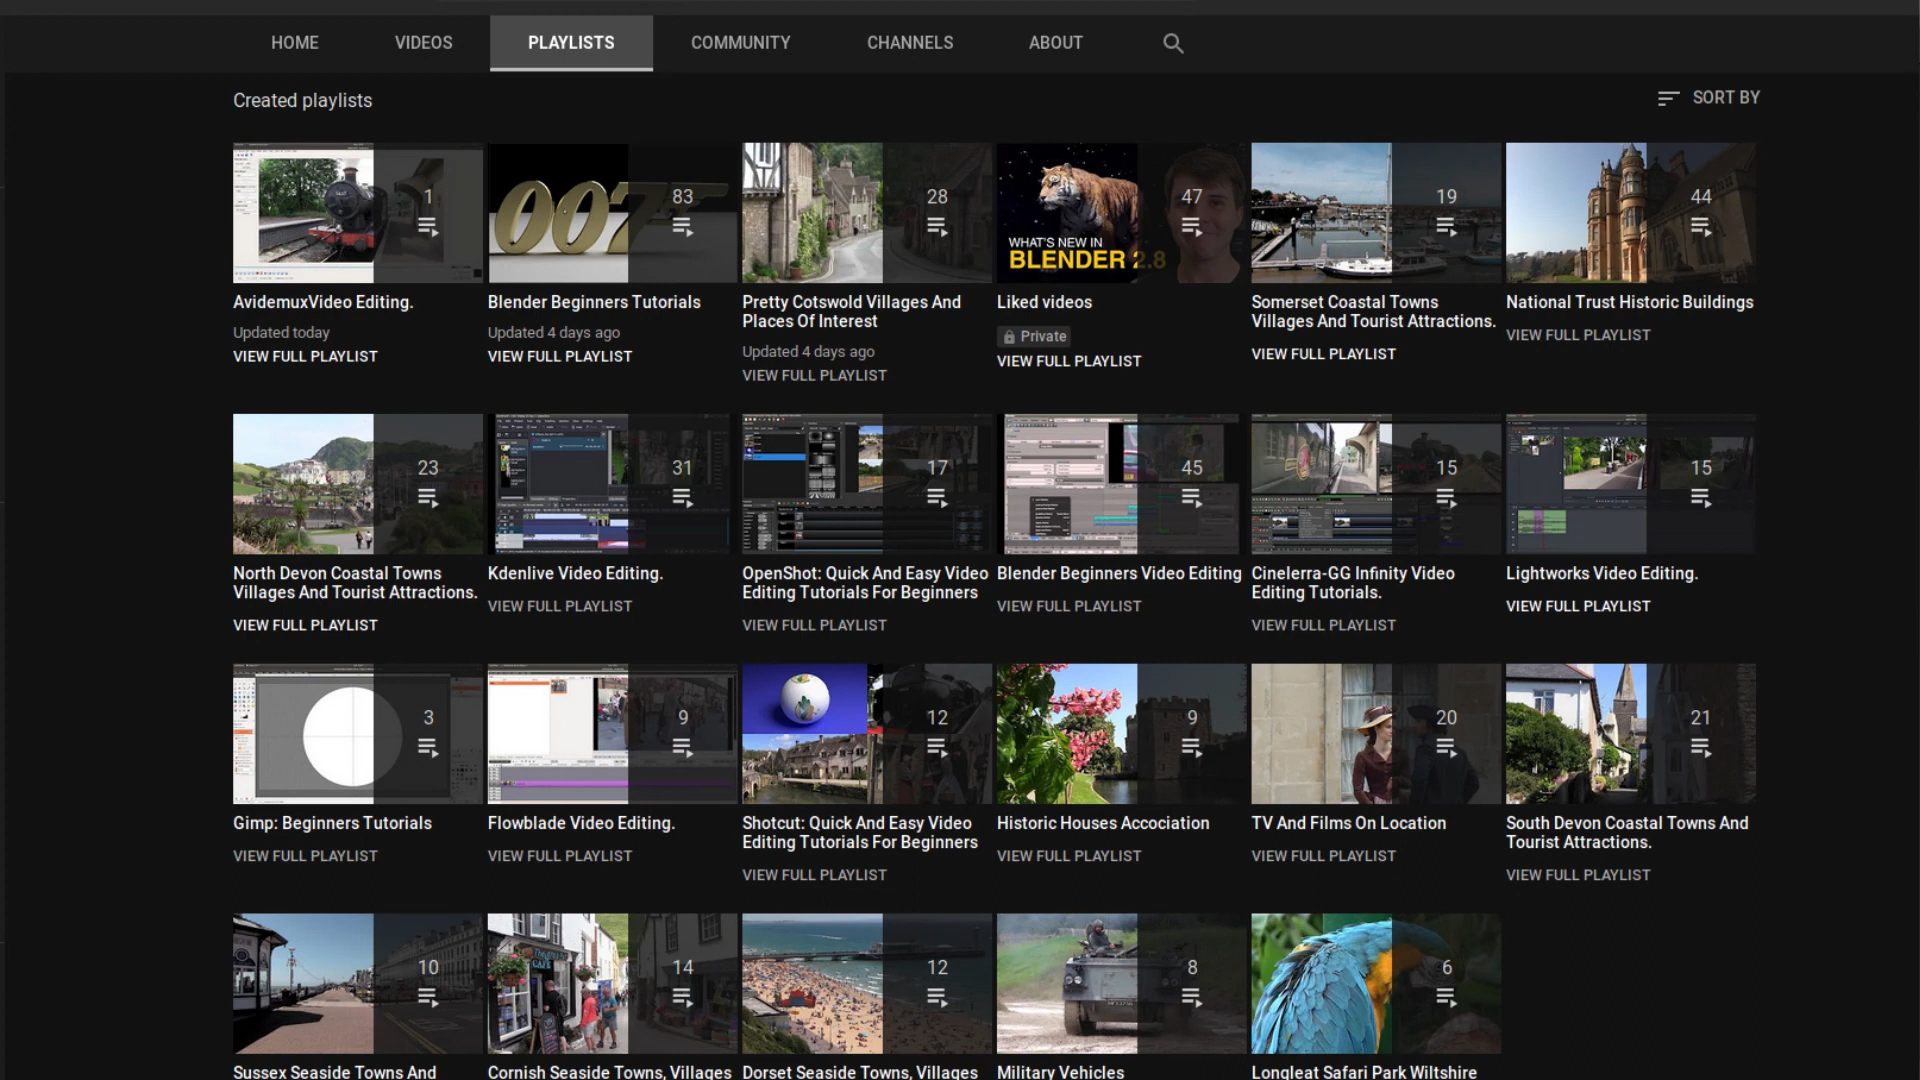 HOME VIDEOS PLAYLISTS COMMUNITY CHANNELS ABOUT
Created playlists
SORT BY
1
83
28
47
19
44
007
WHAT'S NEW IN
BLENDER 2.8
AvidemuxVideo Editing.
Updated today
VIEW FULL PLAYLIST
Blender Beginners Tutorials
Updated 4 days ago
VIEW FULL PLAYLIST
Pretty Cotswold Villages And
Places Of Interest
Updated 4 days ago
VIEW FULL PLAYLIST
Liked videos
Private
VIEW FULL PLAYLIST
Somerset Coastal Towns
Villages And Tourist Attractions.
VIEW FULL PLAYLIST
National Trust Historic Buildings
VIEW FULL PLAYLIST
23
31
17
45
15
15
North Devon Coastal Towns
Villages And Tourist Attractions.
VIEW FULL PLAYLIST
Kdenlive Video Editing.
VIEW FULL PLAYLIST
OpenShot: Quick And Easy Video
Editing Tutorials For Beginners
VIEW FULL PLAYLIST
Blender Beginners Video Editing
VIEW FULL PLAYLIST
Cinelerra-GG Infinity Video
Editing Tutorials.
VIEW FULL PLAYLIST
Lightworks Video Editing.
VIEW FULL PLAYLIST
3
9
12
9
20
21
Gimp: Beginners Tutorials
VIEW FULL PLAYLIST
Flowblade Video Editing.
VIEW FULL PLAYLIST
Shotcut: Quick And Easy Video
Editing Tutorials For Beginners
VIEW FULL PLAYLIST
Historic Houses Accociation
VIEW FULL PLAYLIST
TV And Films On Location
VIEW FULL PLAYLIST
South Devon Coastal Towns And
Tourist Attractions.
VIEW FULL PLAYLIST
10
14
12
8
6
CAFE
Sussex Seaside Towns And
Cornish Seaside Towns, Villages
Dorset Seaside Towns, Villages
Military Vehicles
Longleat Safari Park Wiltshire